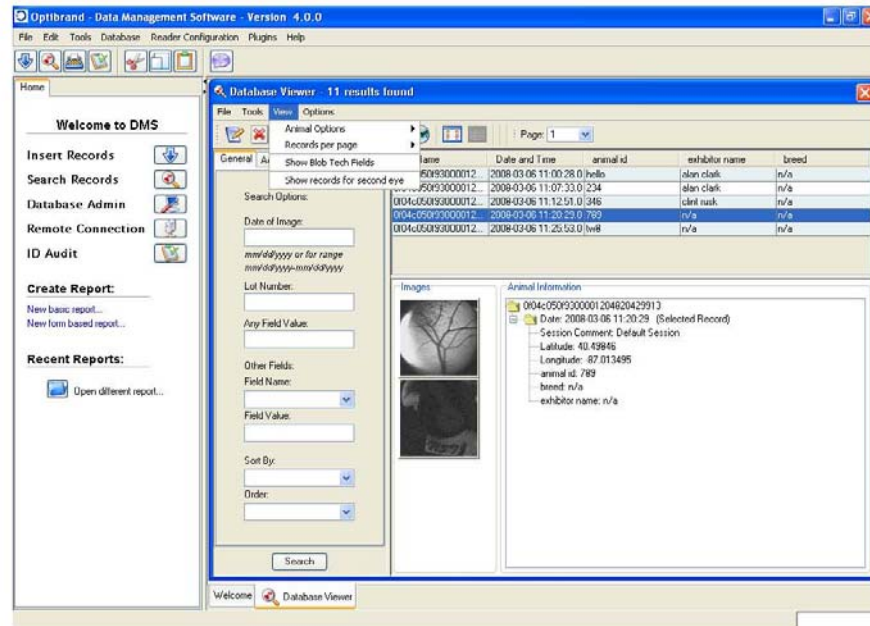 Optibrand - Data Management Software - Version 4.0.0
File Edit Tools Database Reader Configuration Plugins Help
Home
Welcome to DMS
Insert Records
Search Records
Database Admin
Remote Connection
ID Audit
Create Report:
New basic report...
New form based report...
Recent Reports:
Open different report...
Database Viewer - 11 results found
File Tools View Options
Animal Options
Records per page
Show Blob Tech Fields
Show records for second eye
Page: 1
General
Search Options:
Date of Image:
mm/dd/yyyy or for range
mm/dd/yyyy-mm/dd/yyyy
Lot Number:
Any Field Value:
Other Fields:
Field Name:
Field Value:
Sort By:
Order:
Search
Date and Time animal id exhibitor name breed
2008-03-06 11:00:28.0 hello alan clark n/a
2008-03-06 11:07:33.0 234 alan clark n/a
0f04c050f93000012... 2008-03-06 11:12:51.0 346 clint rusk n/a
0f04c050f93000012... 2008-03-06 11:20:29.0 789 n/a n/a
0f04c050f93000012... 2008-03-06 11:25:53.0 tw8 n/a n/a
Images
Animal Information
0f04c050f9300001204820429913
Date: 2008-03-06 11:20:29 (Selected Record)
Session Comment: Default Session
Latitude: 40.49846
Longitude: -87.013495
animal id: 789
breed: n/a
exhibitor name: n/a
Welcome Database Viewer